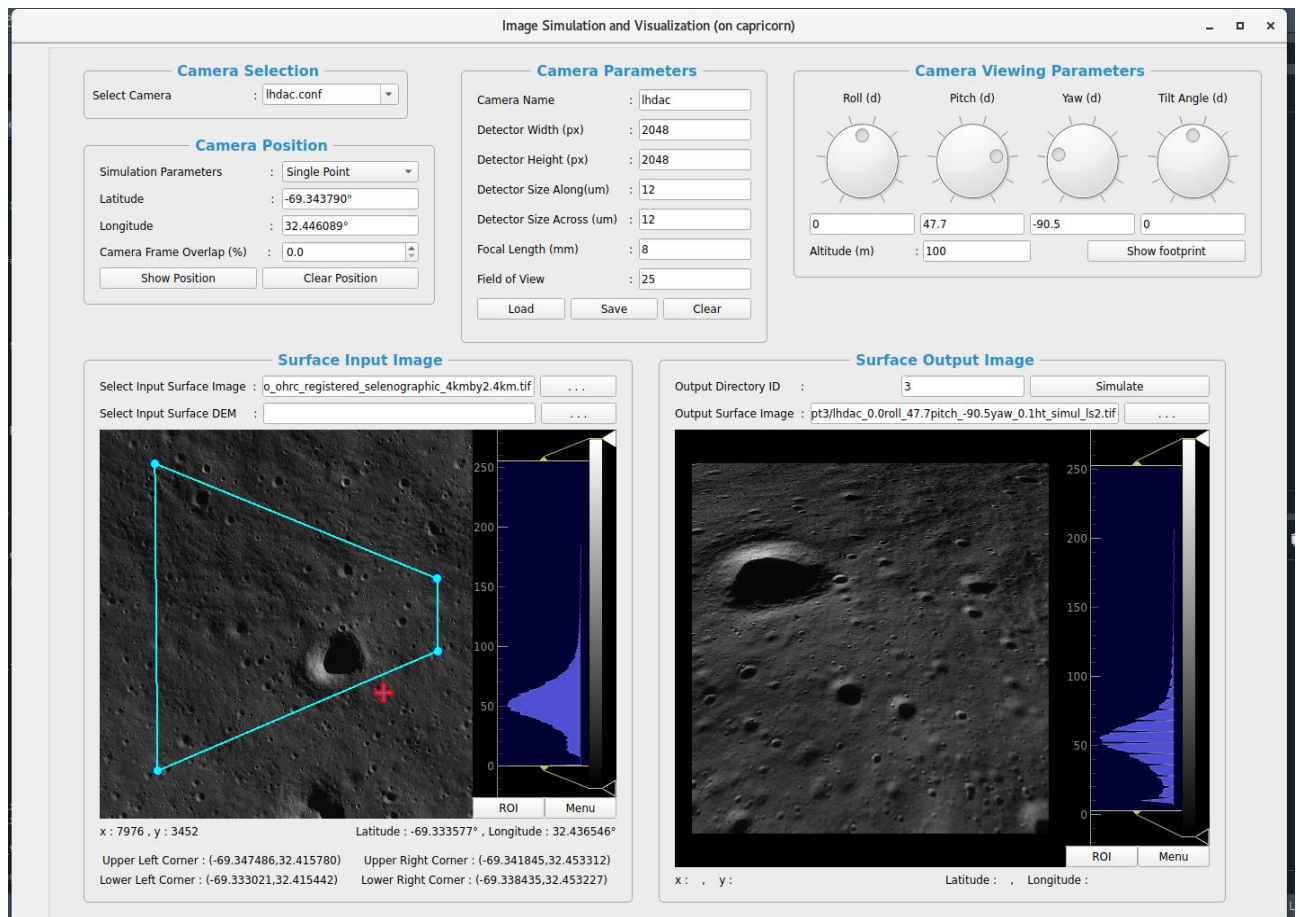 Image Simulation and Visualization (on capricorn)
Camera Selection
Select Camera : lhdac.conf
Camera Position
Simulation Parameters : Single Point
Latitude : -69.343790°
Longitude : 32.446089°
Camera Frame Overlap (%) : 0.0
Show Position Clear Position
Camera Parameters
Camera Name : lhdac
Detector Width (px) : 2048
Detector Height (px) : 2048
Detector Size Along(um) : 12
Detector Size Across (um) : 12
Focal Length (mm) : 8
Field of View : 25
Load Save Clear
Camera Viewing Parameters
Roll (d) Pitch (d) Yaw (d) Tilt Angle (d)
0 47.7 -90.5 0
Altitude (m) : 100 Show footprint
Surface Input Image
Select Input Surface Image : o_ohrc_registered_selenographic_4kmby2.4km.tif ...
Select Input Surface DEM : ...
250
200
150
100
50
0
ROI Menu
x : 7976 , y : 3452 Latitude : -69.333577° , Longitude : 32.436546°
Upper Left Corner : (-69.347486,32.415780) Upper Right Corner : (-69.341845,32.453312)
Lower Left Corner : (-69.333021,32.415442) Lower Right Corner : (-69.338435,32.453227)
Surface Output Image
Output Directory ID : 3 Simulate
Output Surface Image : pt3/lhdac_0.0roll_47.7pitch_-90.5yaw_0.1ht_simul_ls2.tif ...
250
200
150
100
50
0
ROI Menu
x : , y : Latitude : , Longitude :